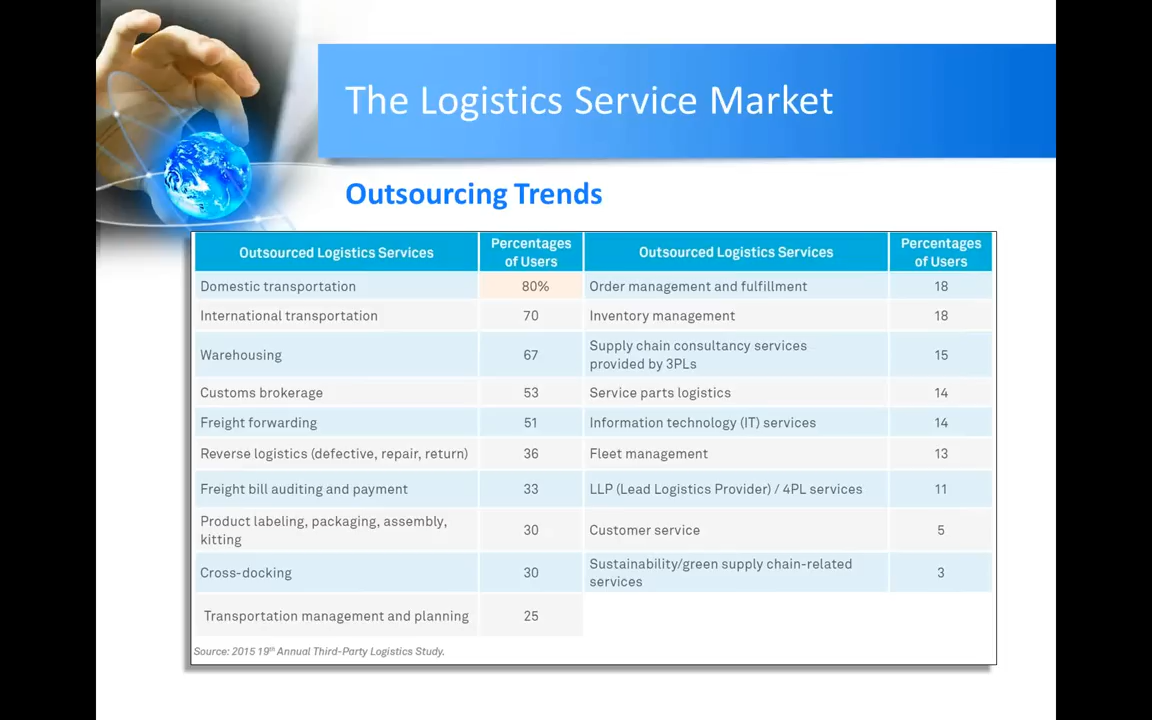 The Logistics Service Market
Outsourcing Trends
Outsourced Logistics Services
Percentages
of Users
Outsourced Logistics Services
Percentages
of Users
Domestic transportation
80%
Order management and fulfillment
18
International transportation
70
Inventory management
18
Warehousing
67
Supply chain consultancy services
provided by 3PLs
15
Customs brokerage
53
Service parts logistics
14
Freight forwarding
51
Information technology (IT) services
14
Reverse logistics (defective, repair, return)
36
Fleet management
13
Freight bill auditing and payment
33
LLP (Lead Logistics Provider) / 4PL services
11
Product labeling, packaging, assembly,
kitting
30
Customer service
5
Cross-docking
30
Sustainability/green supply chain-related
services
3
Transportation management and planning
25
Source: 2015 19th Annual Third-Party Logistics Study.